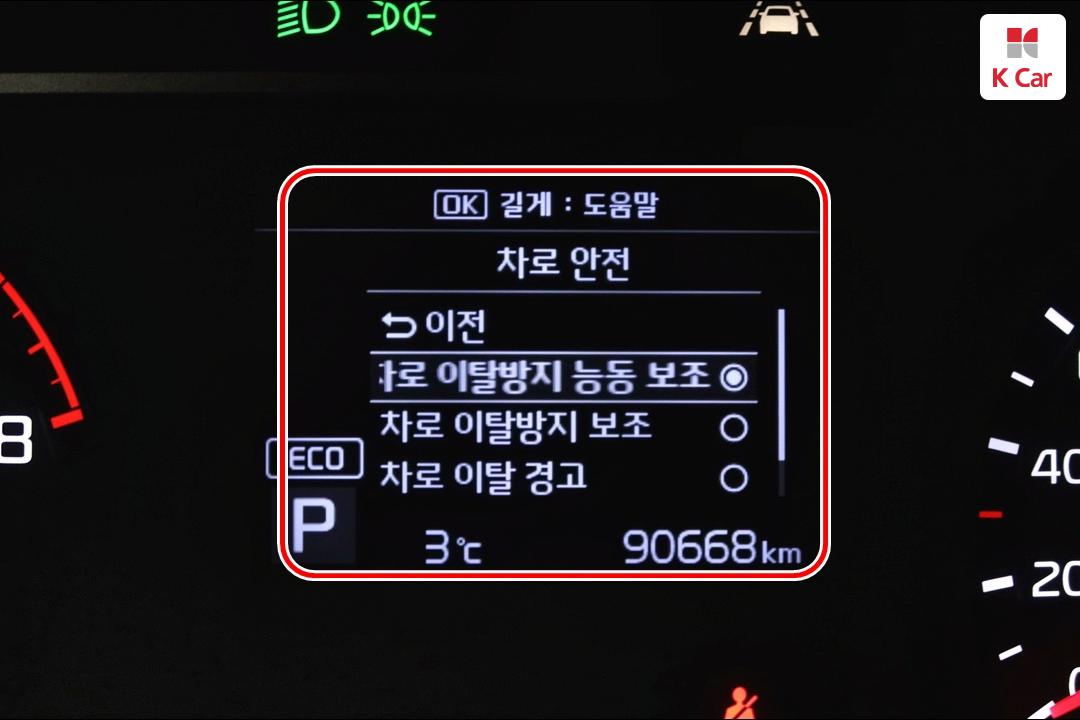 K Car
OK 길게 : 도움말
차로 안전
이전
차로 이탈방지 능동 보조
차로 이탈방지 보조
차로 이탈 경고
ECO
P
3℃
90668km
8
40
20
0